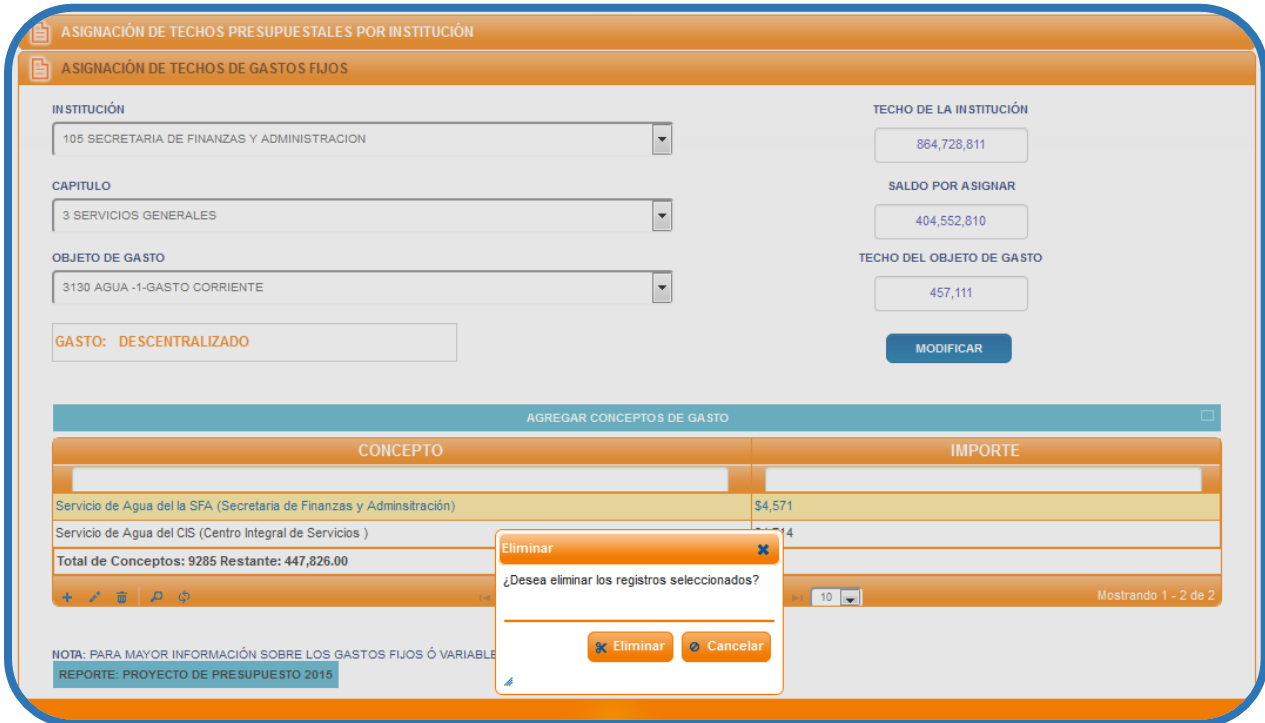 ASIGNACIÓN DE TECHOS PRESUPUESTALES POR INSTITUCIÓN
ASIGNACIÓN DE TECHOS DE GASTOS FIJOS
INSTITUCIÓN
TECHO DE LA INSTITUCIÓN
105 SECRETARIA DE FINANZAS Y ADMINISTRACION
864,728,811
CAPITULO
SALDO POR ASIGNAR
3 SERVICIOS GENERALES
404,552,810
OBJETO DE GASTO
TECHO DEL OBJETO DE GASTO
3130 AGUA -1-GASTO CORRIENTE
457,111
GASTO: DESCENTRALIZADO
MODIFICAR
AGREGAR CONCEPTOS DE GASTO
CONCEPTO IMPORTE
Servicio de Agua del la SFA (Secretaria de Finanzas y Adminsitración) $4,571
Servicio de Agua del CIS (Centro Integral de Servicios )
Total de Conceptos: 9285 Restante: 447,826.00
10
Mostrando 1 - 2 de 2
Eliminar
¿Desea eliminar los registros seleccionados?
Eliminar Cancelar
NOTA: PARA MAYOR INFORMACIÓN SOBRE LOS GASTOS FIJOS Ó VARIABLE
REPORTE: PROYECTO DE PRESUPUESTO 2015